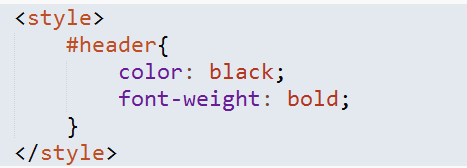 <style>
#header{
color: black;
font-weight: bold;
}
</style>